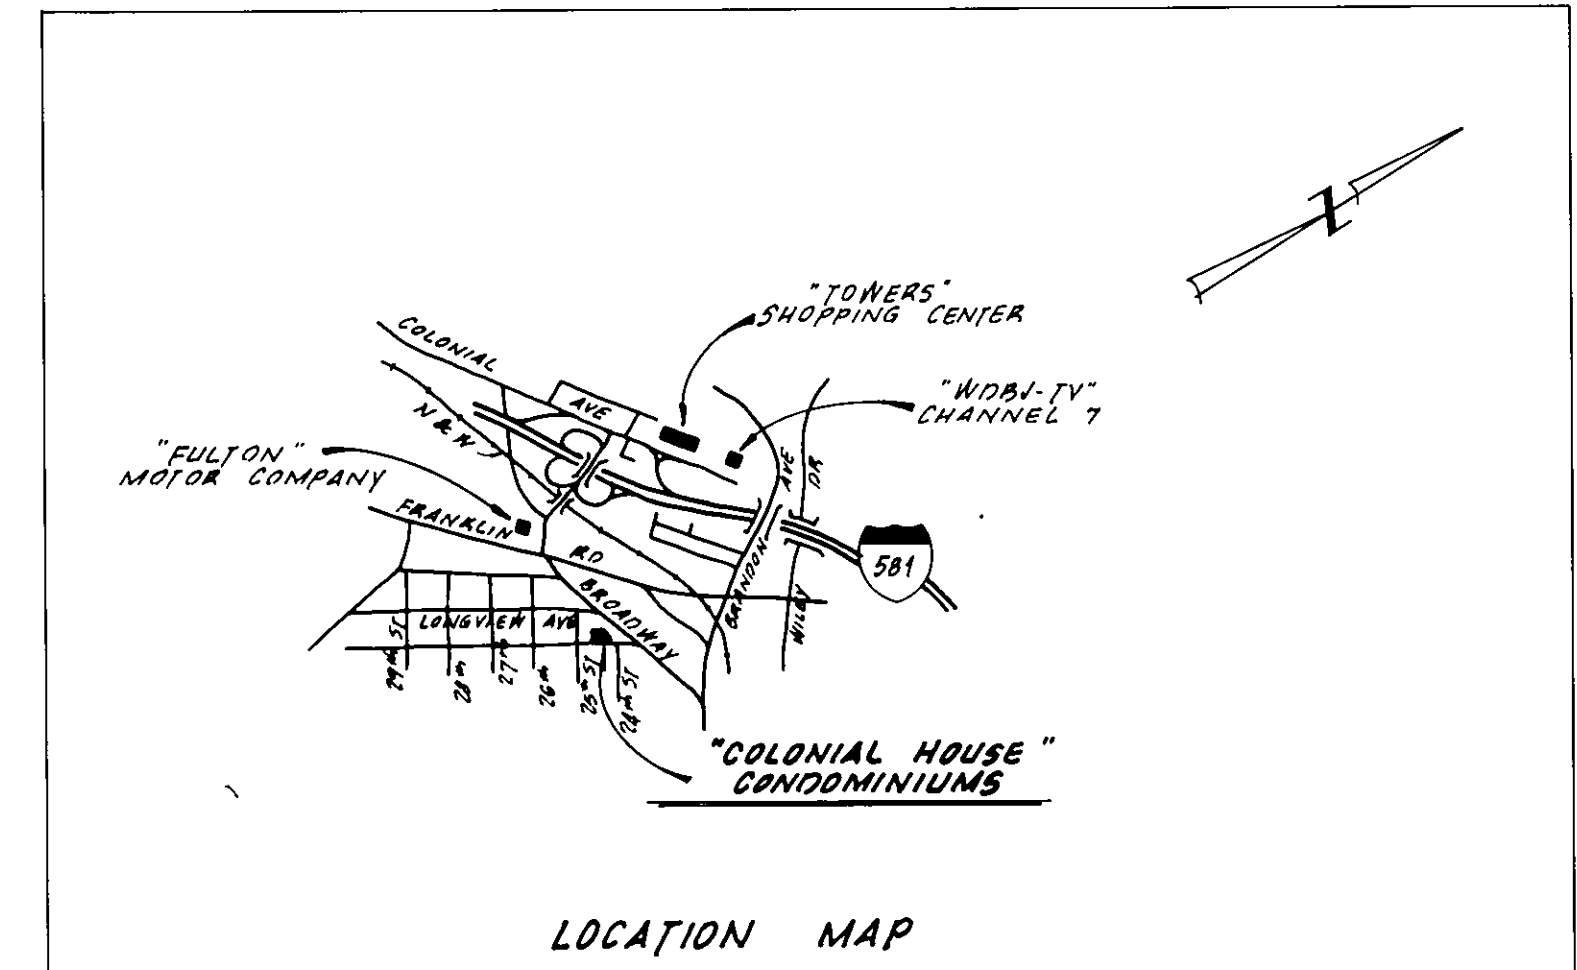 N
"TOWERS"
SHOPPING CENTER
COLONIAL
AVE
"WDBJ-TV"
CHANNEL 7
N & W
"FULTON"
MOTOR COMPANY
FRANKLIN
RD
AVE
DR
BRANDON
581
BROADWAY
WILEY
LONGVIEW AVE
29th ST
28th
27th
26th
25th ST
24th ST
"COLONIAL HOUSE"
CONDOMINIUMS
LOCATION MAP